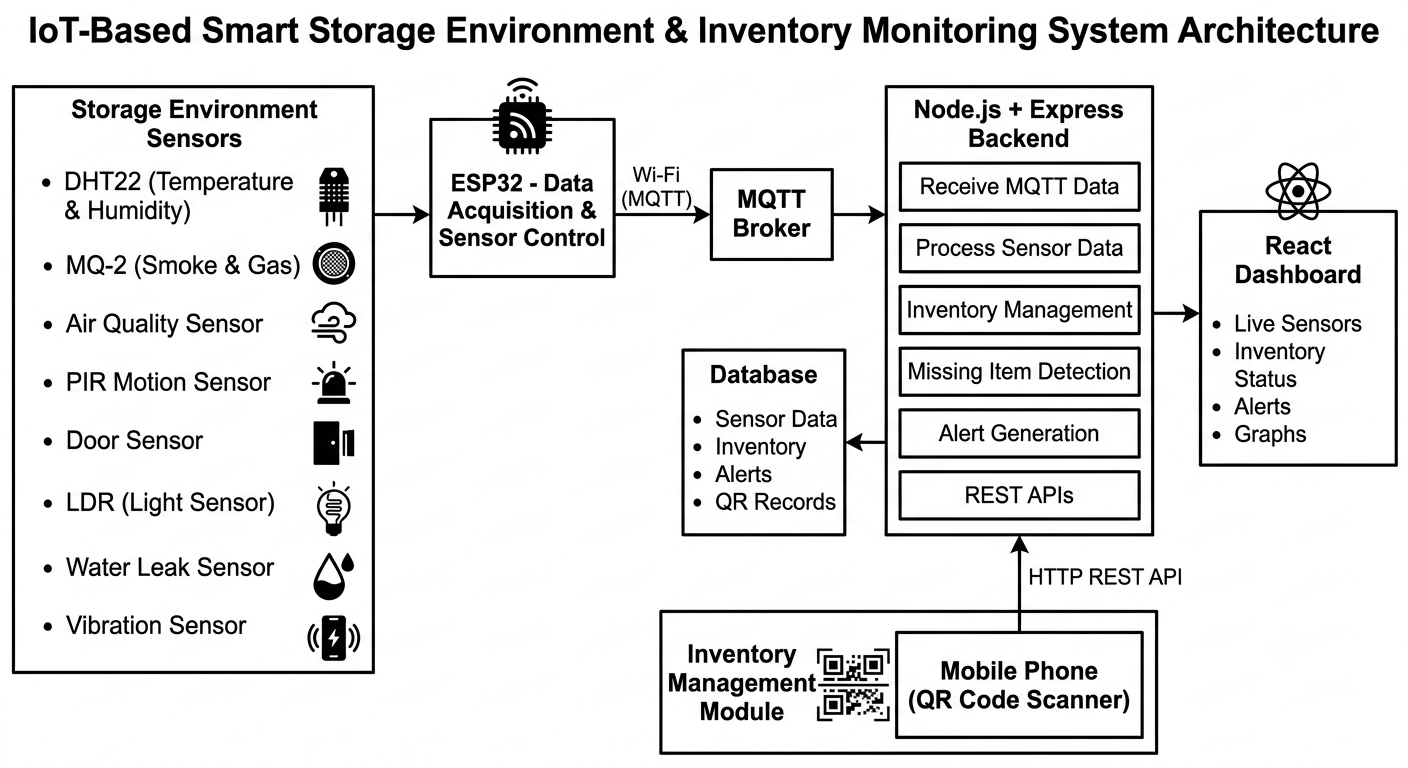 IoT-Based Smart Storage Environment & Inventory Monitoring System Architecture
Storage Environment
Sensors
• DHT22 (Temperature
& Humidity)
• MQ-2 (Smoke & Gas)
• Air Quality Sensor
• PIR Motion Sensor
• Door Sensor
• LDR (Light Sensor)
• Water Leak Sensor
• Vibration Sensor
ESP32 - Data
Acquisition &
Sensor Control
Wi-Fi
(MQTT)
MQTT
Broker
Node.js + Express
Backend
Receive MQTT Data
Process Sensor Data
Inventory Management
Missing Item Detection
Alert Generation
REST APIs
React
Dashboard
• Live Sensors
• Inventory
Status
• Alerts
• Graphs
Database
• Sensor Data
• Inventory
• Alerts
• QR Records
HTTP REST API
Inventory
Management
Module
Mobile Phone
(QR Code Scanner)